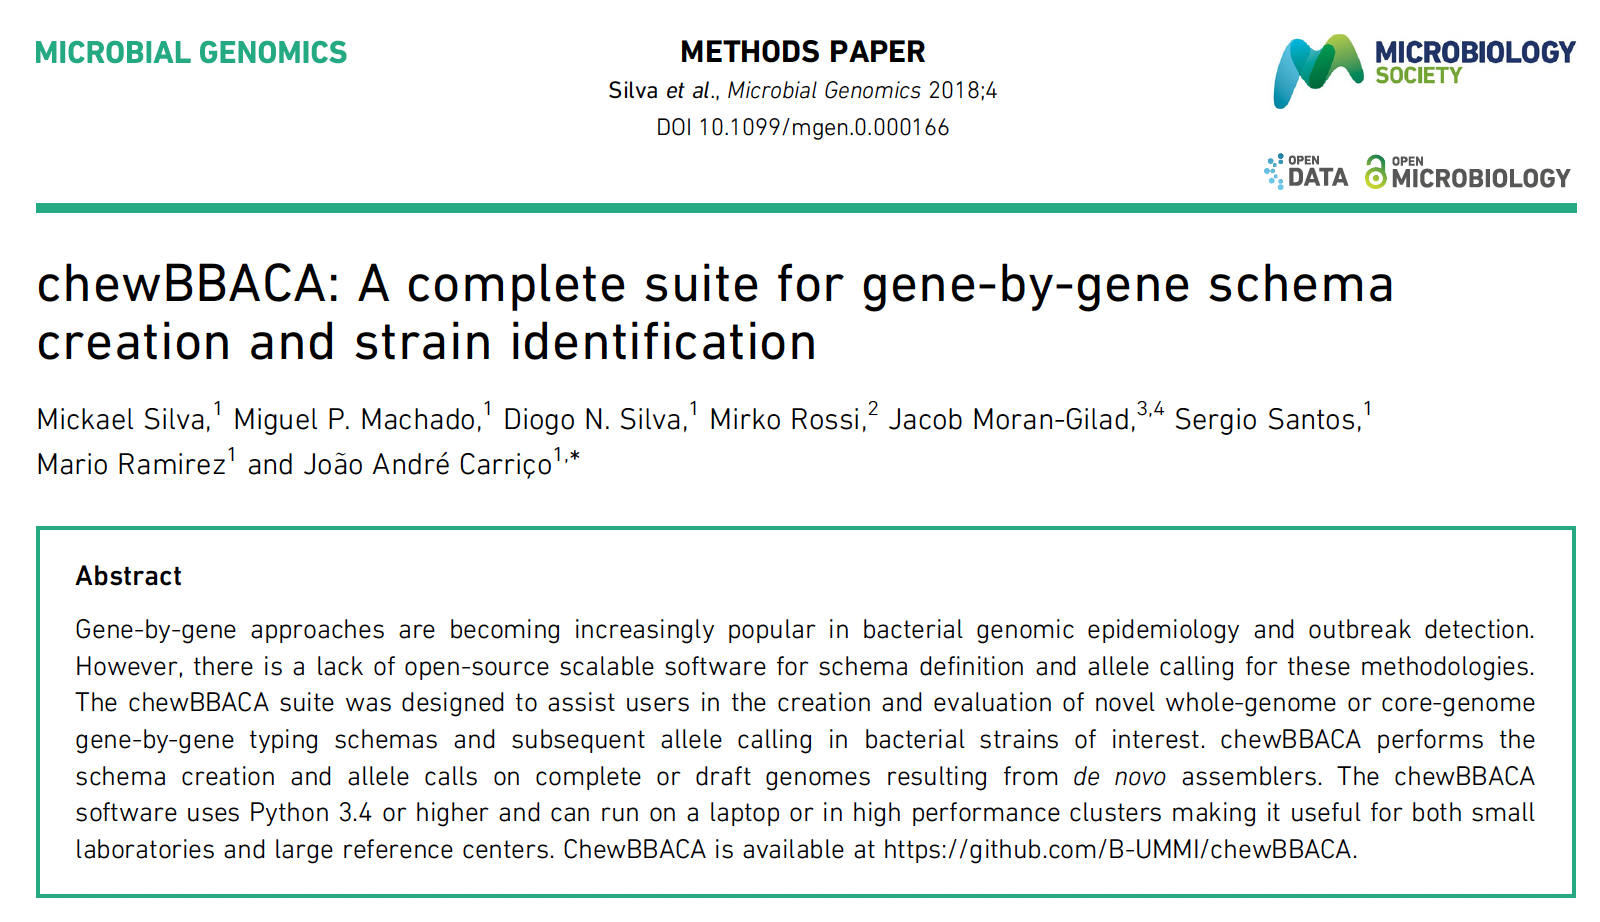 MICROBIAL GENOMICS
METHODS PAPER
Silva et al., Microbial Genomics 2018;4
DOI 10.1099/mgen.0.000166
MICROBIOLOGY
SOCIETY
OPEN
DATA
OPEN
MICROBIOLOGY
chewBBACA: A complete suite for gene-by-gene schema
creation and strain identification
Mickael Silva,1 Miguel P. Machado,1 Diogo N. Silva,1 Mirko Rossi,2 Jacob Moran-Gilad,3,4 Sergio Santos,1
Mario Ramirez1 and João André Carriço1,*
Abstract
Gene-by-gene approaches are becoming increasingly popular in bacterial genomic epidemiology and outbreak detection.
However, there is a lack of open-source scalable software for schema definition and allele calling for these methodologies.
The chewBBACA suite was designed to assist users in the creation and evaluation of novel whole-genome or core-genome
gene-by-gene typing schemas and subsequent allele calling in bacterial strains of interest. chewBBACA performs the
schema creation and allele calls on complete or draft genomes resulting from de novo assemblers. The chewBBACA
software uses Python 3.4 or higher and can run on a laptop or in high performance clusters making it useful for both small
laboratories and large reference centers. ChewBBACA is available at https://github.com/B-UMMI/chewBBACA.